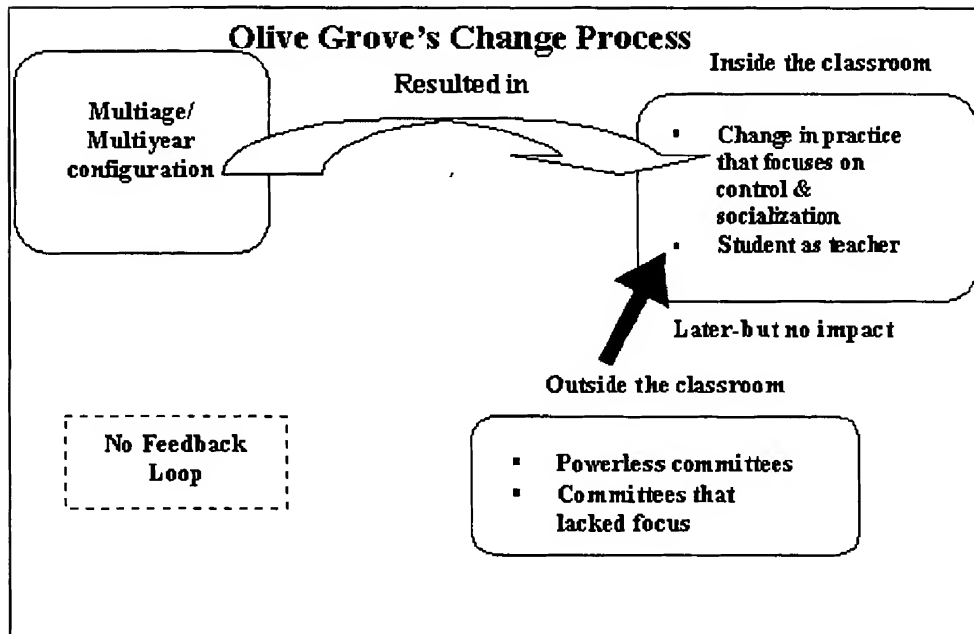 Olive Grove's Change Process
Multiage/
Multiyear
configuration
Resulted in
Inside the classroom
▪ Change in practice
that focuses on
control &
socialization
▪ Student as teacher
Later-but no impact
Outside the classroom
▪ Powerless committees
▪ Committees that
lacked focus
No Feedback
Loop